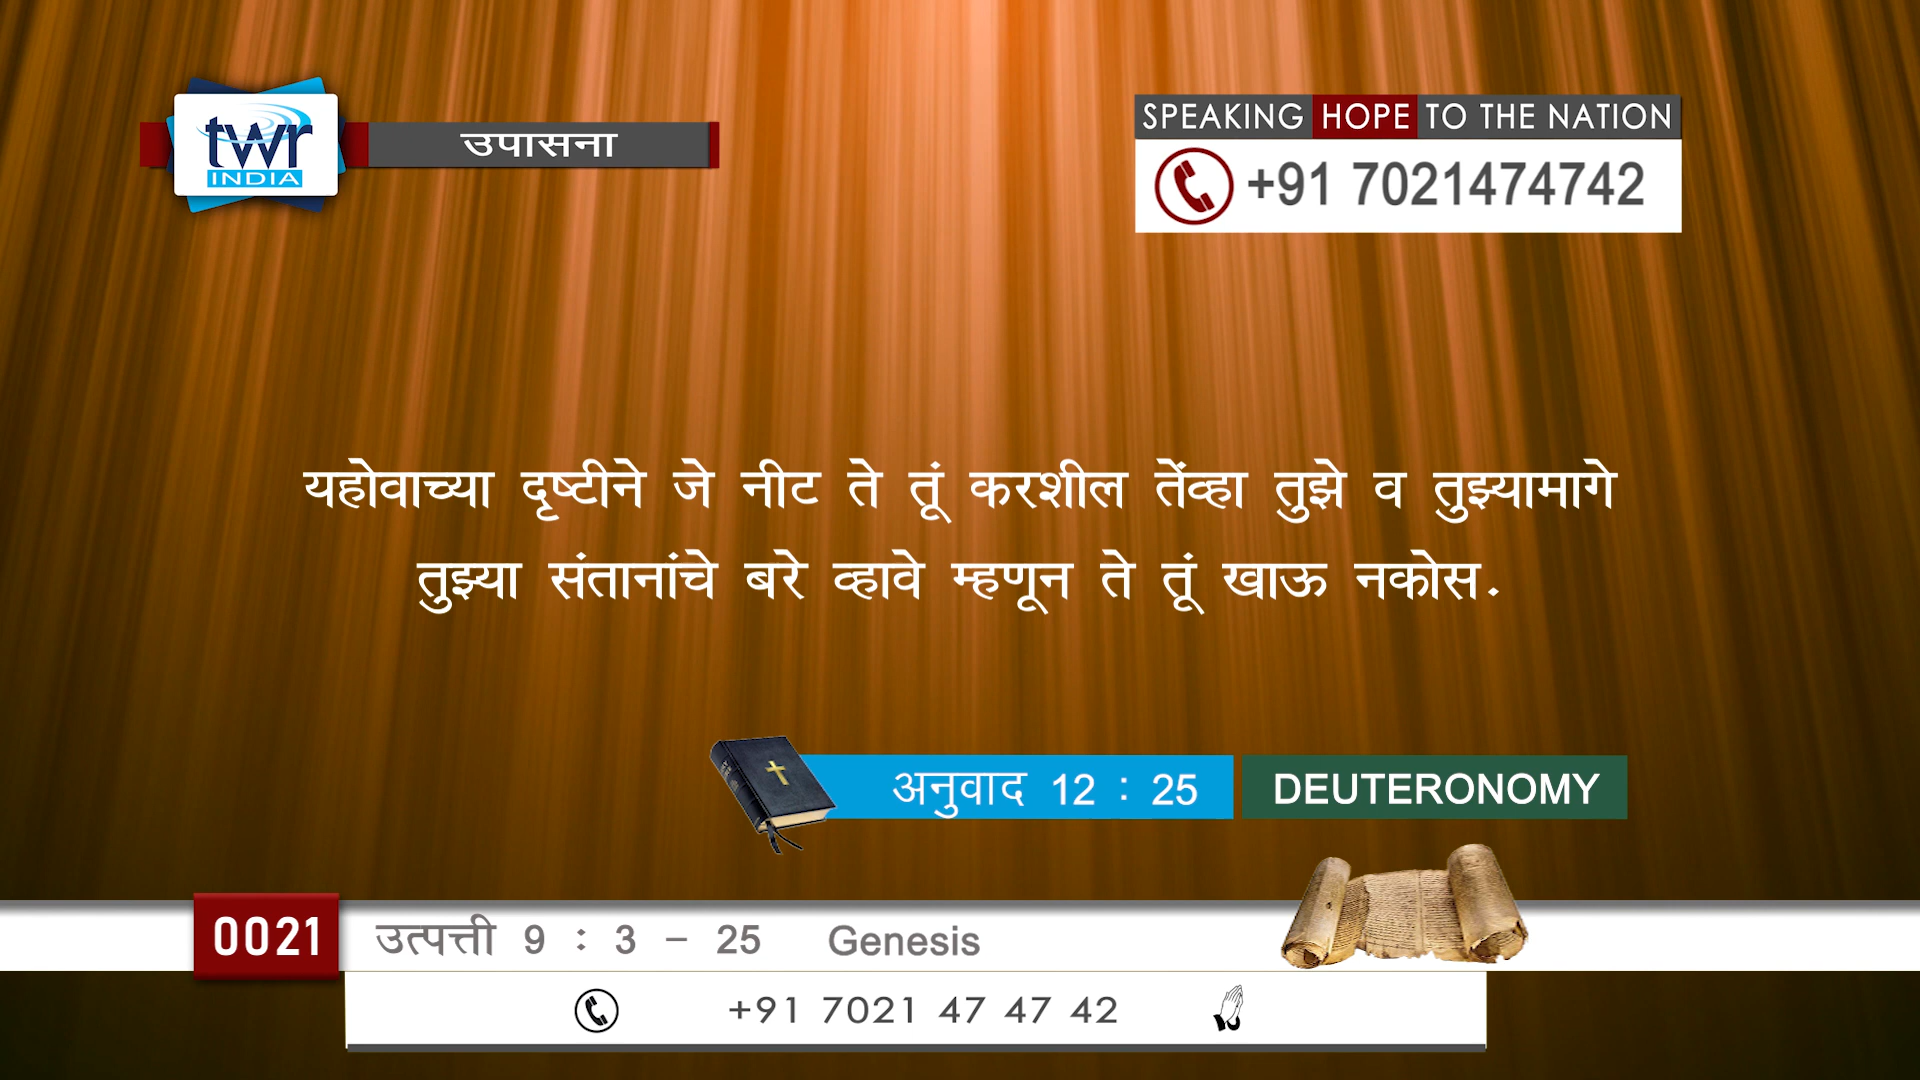 twr
INDIA
उपासना
SPEAKING HOPE TO THE NATION
+91 7021474742
यहोवाच्या दृष्टीने जे नीट ते तूं करशील तेंव्हा तुझे व तुझ्यामागे
तुझ्या संतानांचे बरे व्हावे म्हणून ते तूं खाऊ नकोस.
अनुवाद 12 : 25 DEUTERONOMY
0021 उत्पत्ती 9 : 3 - 25 Genesis
+91 7021 47 47 42